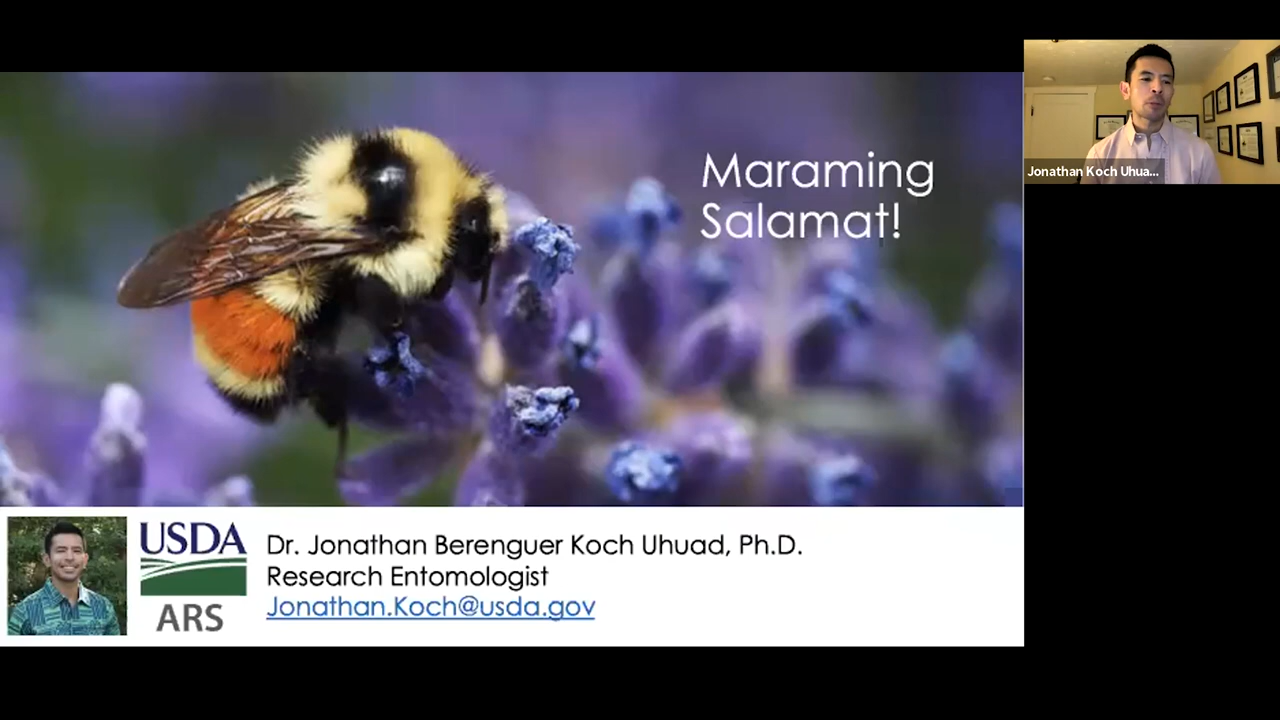 Maraming
Salamat!
Jonathan Koch Uhua...
USDA
ARS
Dr. Jonathan Berenguer Koch Uhuad, Ph.D.
Research Entomologist
Jonathan.Koch@usda.gov